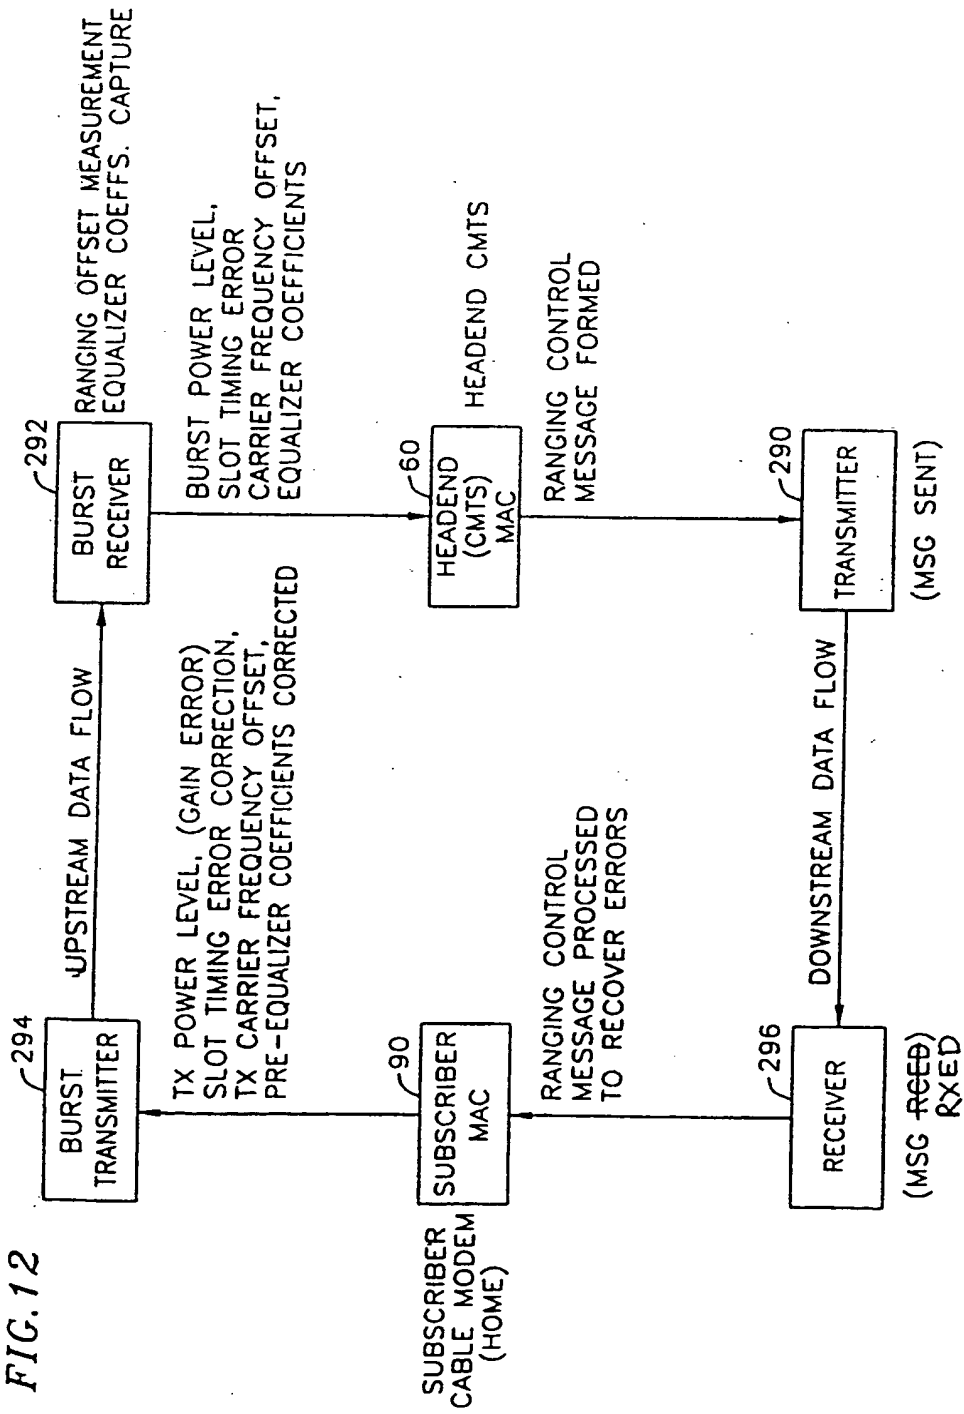 FIG. 12
294
BURST
TRANSMITTER
UPSTREAM DATA FLOW
292
BURST
RECEIVER
RANGING OFFSET MEASUREMENT
EQUALIZER COEFFS. CAPTURE
TX POWER LEVEL, (GAIN ERROR)
SLOT TIMING ERROR CORRECTION,
TX CARRIER FREQUENCY OFFSET,
PRE-EQUALIZER COEFFICIENTS CORRECTED
BURST POWER LEVEL,
SLOT TIMING ERROR
CARRIER FREQUENCY OFFSET,
EQUALIZER COEFFICIENTS
SUBSCRIBER
CABLE MODEM
(HOME)
90
SUBSCRIBER
MAC
60
HEADEND
(CMTS)
MAC
HEADEND CMTS
RANGING CONTROL
MESSAGE PROCESSED
TO RECOVER ERRORS
RANGING CONTROL
MESSAGE FORMED
296
RECEIVER
DOWNSTREAM DATA FLOW
290
TRANSMITTER
(MSG RCED)
RXED
(MSG SENT)